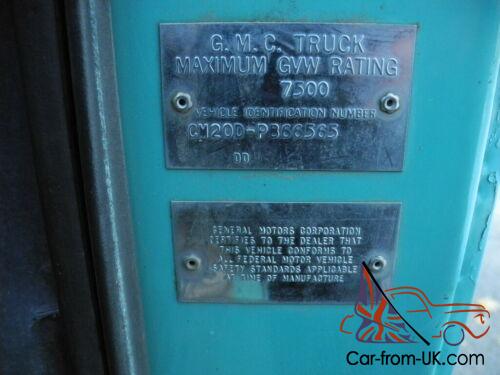 G.M.C. TRUCK
MAXIMUM GVW RATING
7500
VEHICLE IDENTIFICATION NUMBER
CM20D-P366565
DD
GENERAL MOTORS CORPORATION
CERTIFIES TO THE DEALER THAT
THIS VEHICLE CONFORMS TO
ALL FEDERAL MOTOR VEHICLE
SAFETY STANDARDS APPLICABLE
AT TIME OF MANUFACTURE
Car-from-UK.com